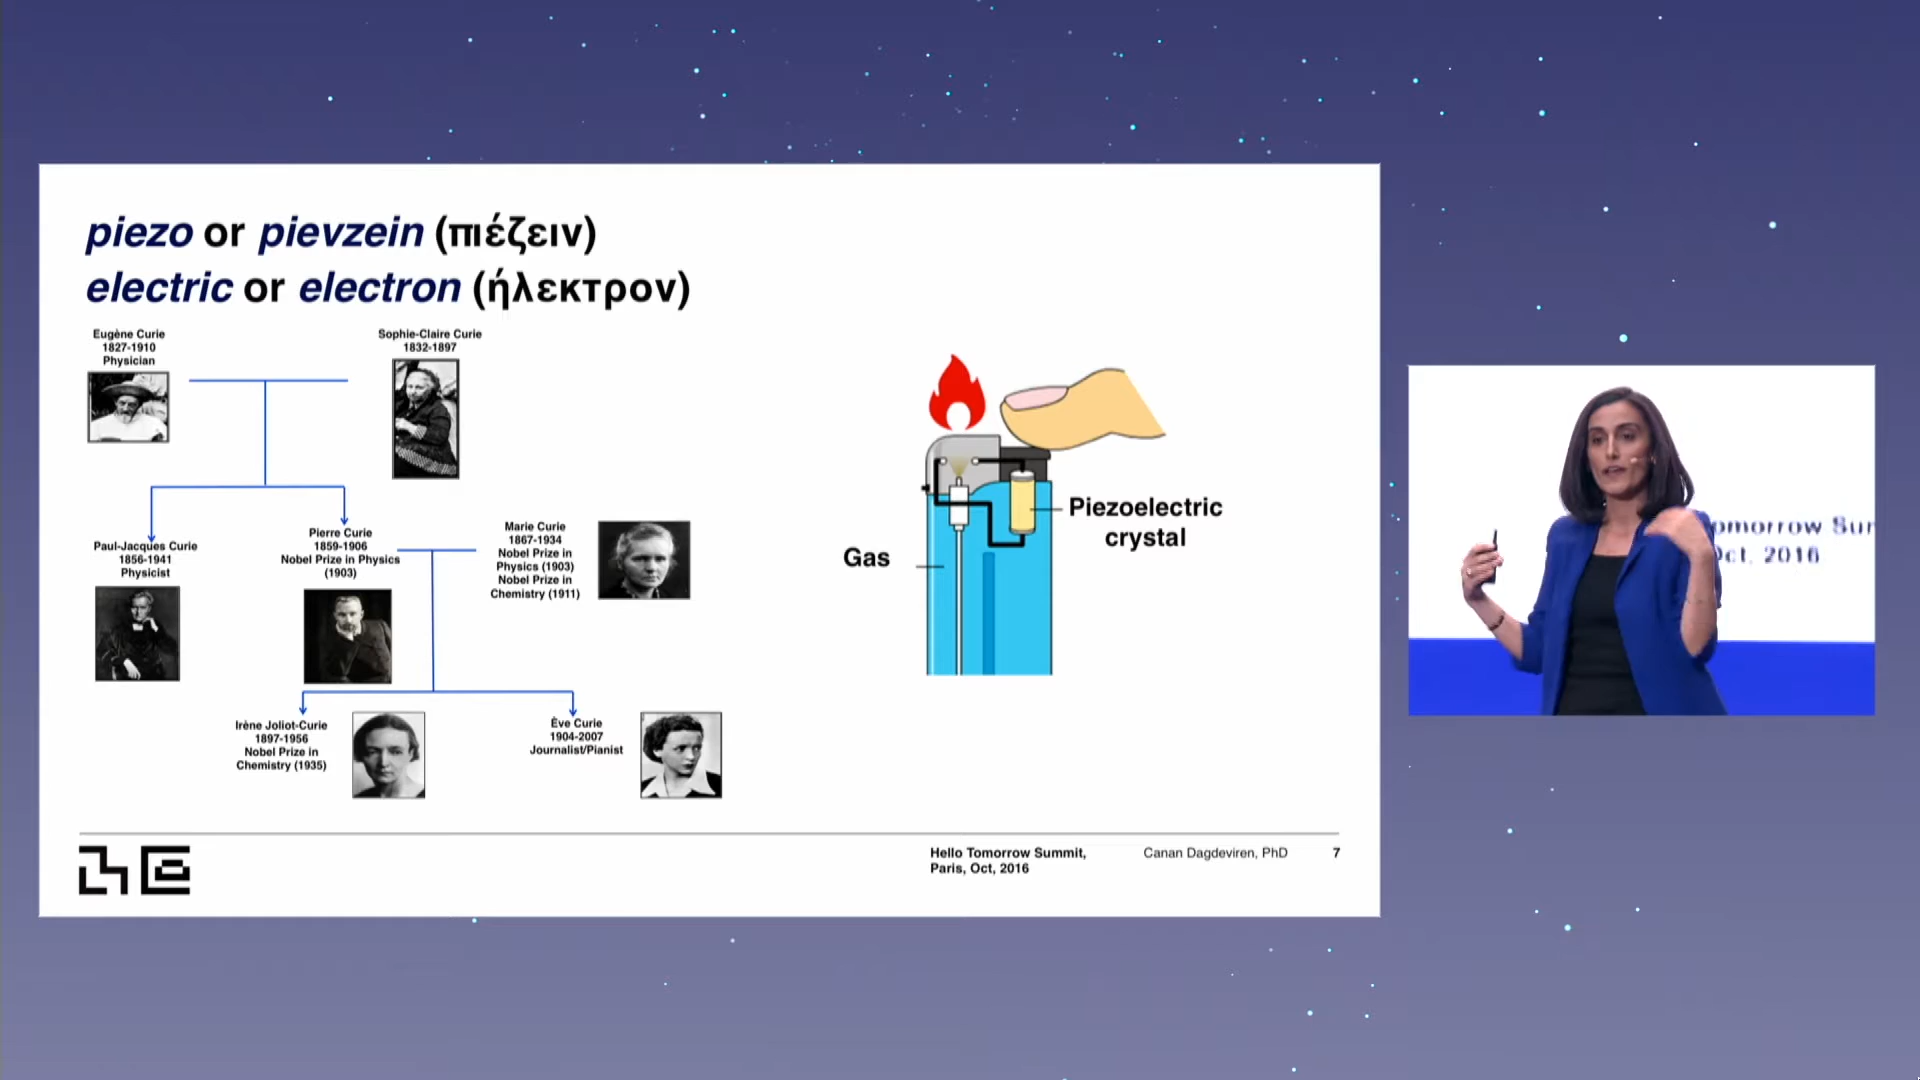 piezo or pievzein (πιέζειν)
electric or electron (ήλεκτρον)
Eugène Curie
1827-1910
Physician
Sophie-Claire Curie
1832-1897
Paul-Jacques Curie
1856-1941
Physicist
Pierre Curie
1859-1906
Nobel Prize in Physics
(1903)
Marie Curie
1867-1934
Nobel Prize in
Physics (1903)
Nobel Prize in
Chemistry (1911)
Irène Joliot-Curie
1897-1956
Nobel Prize in
Chemistry (1935)
Ève Curie
1904-2007
Journalist/Pianist
Gas
Piezoelectric
crystal
Hello Tomorrow Summit,
Paris, Oct, 2016
Canan Dagdeviren, PhD
7
omorrow Sur
Oct, 2016